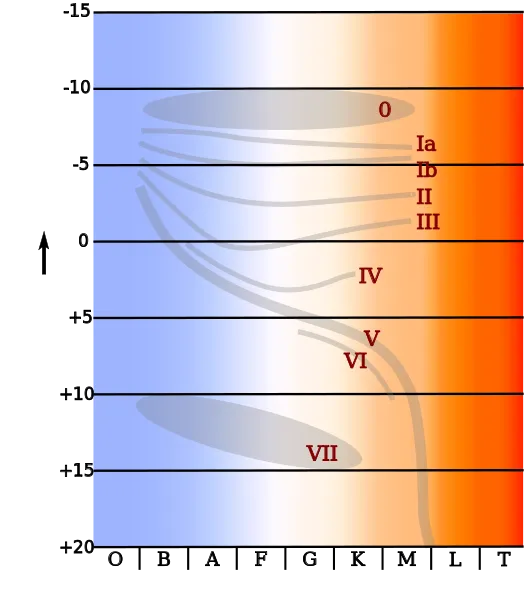 -15
-10
0
Ia
-5
Ib
II
III
0
IV
+5
V
VI
+10
VII
+15
+20
O | B | A | F | G | K | M | L | T